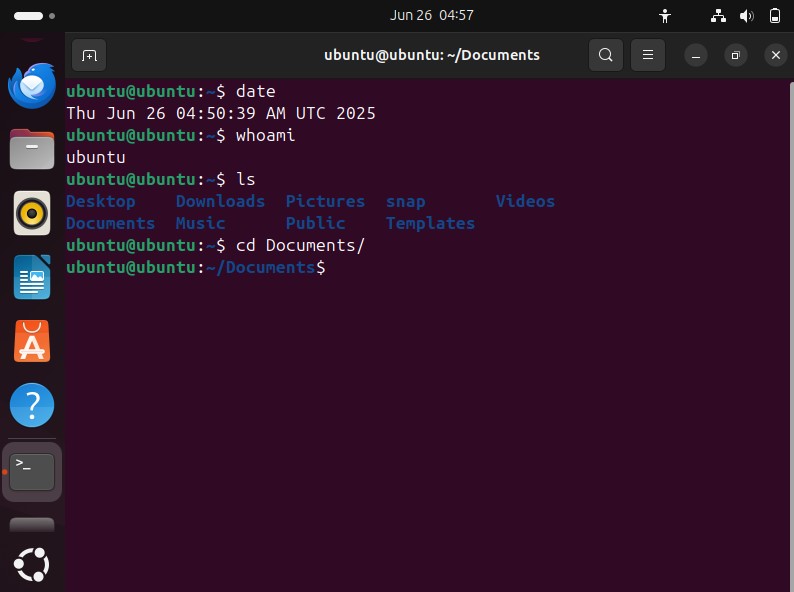 Jun 26 04:57
ubuntu@ubuntu: ~/Documents
ubuntu@ubuntu:~$ date
Thu Jun 26 04:50:39 AM UTC 2025
ubuntu@ubuntu:~$ whoami
ubuntu
ubuntu@ubuntu:~$ ls
Desktop    Downloads  Pictures  snap       Videos
Documents  Music      Public    Templates
ubuntu@ubuntu:~$ cd Documents/
ubuntu@ubuntu:~/Documents$